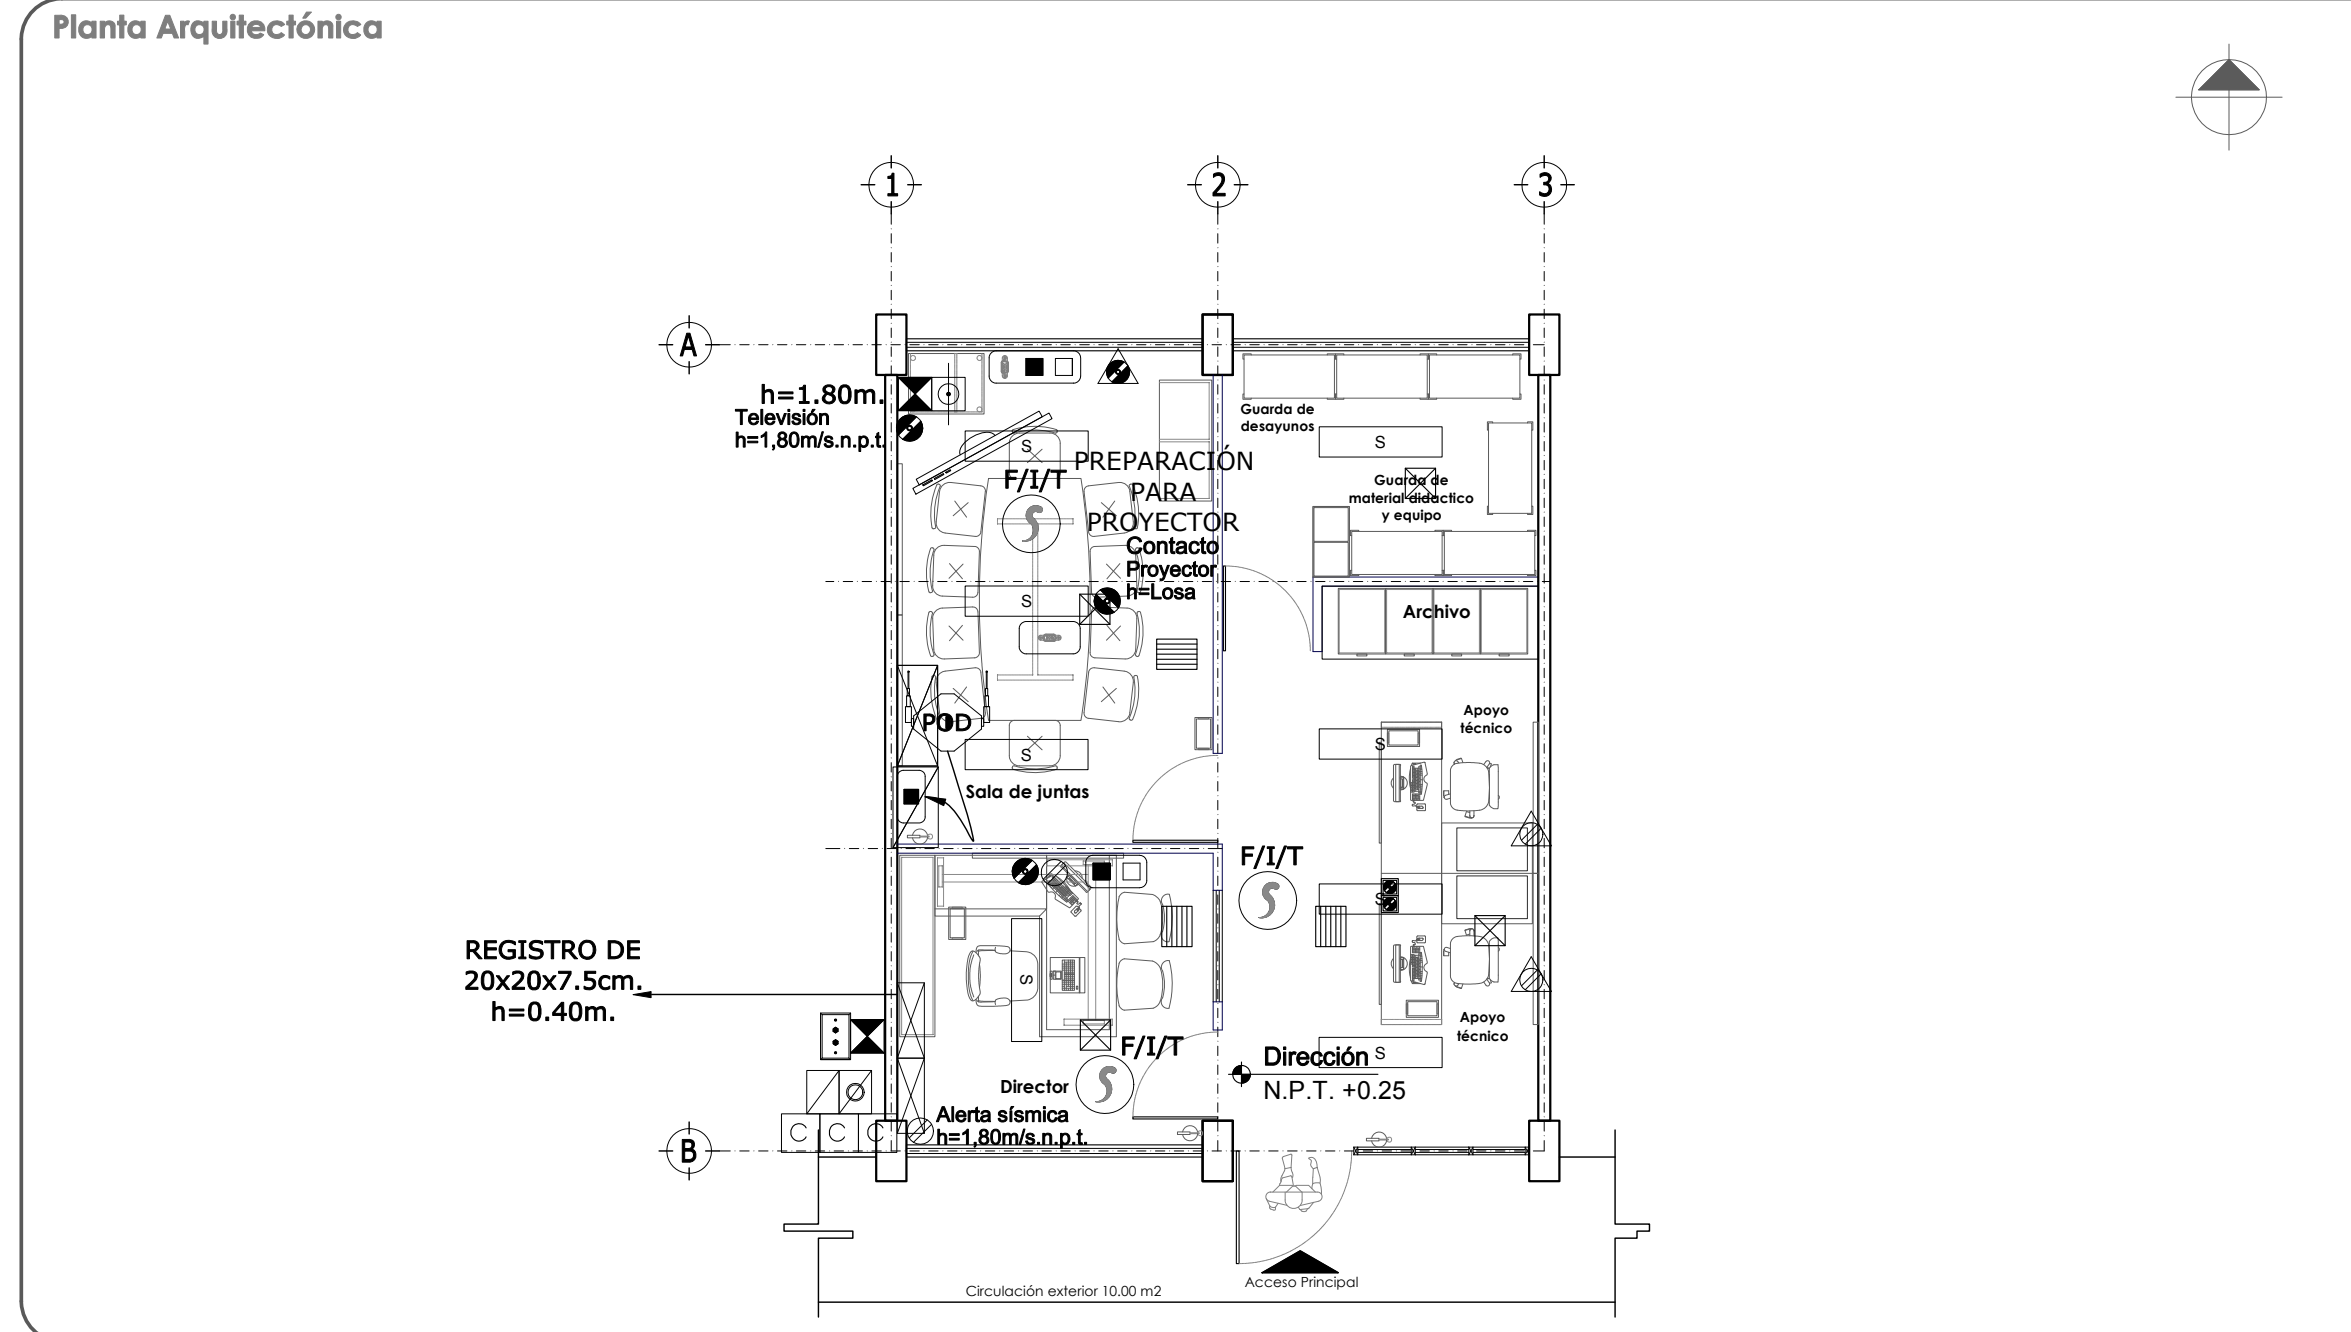 Planta Arquitectónica
1
2
3
A
h=1.80m.
Televisión
h=1,80m/s.n.p.t.
Guarda de
desayunos
S
S
PREPARACIÓN
PARA
PROYECTOR
F/I/T
Guarda de
material didactico
y equipo
Contacto
Proyector
h=Losa
S
Archivo
POD
Apoyo
técnico
S
S
Sala de juntas
F/I/T
S
REGISTRO DE
20x20x7.5cm.
h=0.40m.
S
Apoyo
técnico
F/I/T
Dirección
S
N.P.T. +0.25
Director
Alerta sísmica
h=1,80m/s.n.p.t.
C
C
C
B
Acceso Principal
Circulación exterior 10.00 m2